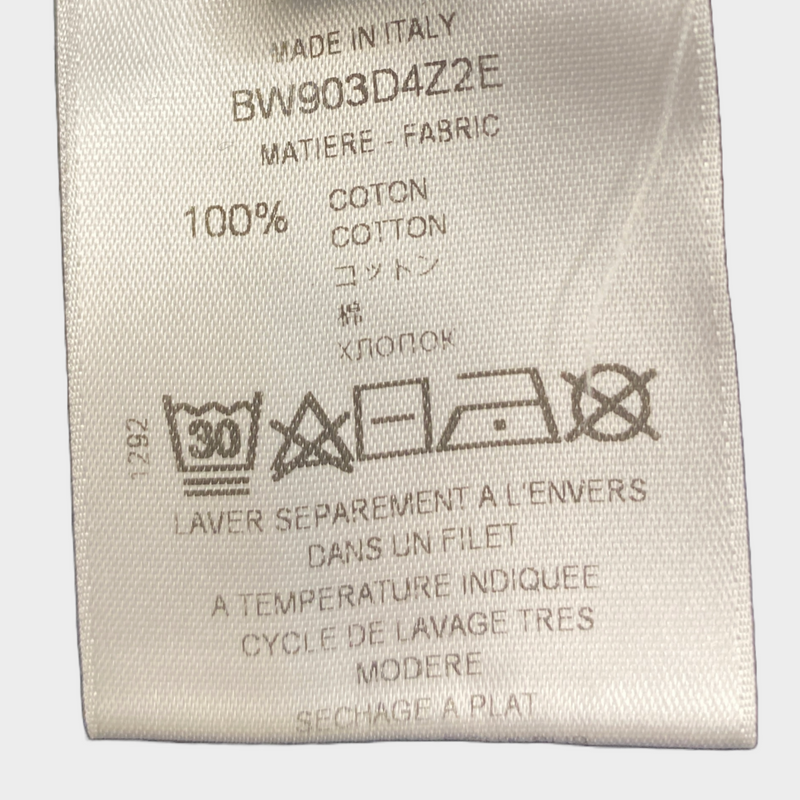 MADE IN ITALY
BW903D4Z2E
MATIERE - FABRIC
100% COTON
COTTON
コットン
棉
ХЛОПОК
1292
30
LAVER SEPAREMENT A L'ENVERS
DANS UN FILET
A TEMPERATURE INDIQUEE
CYCLE DE LAVAGE TRES
MODERE
SECHAGE A PLAT